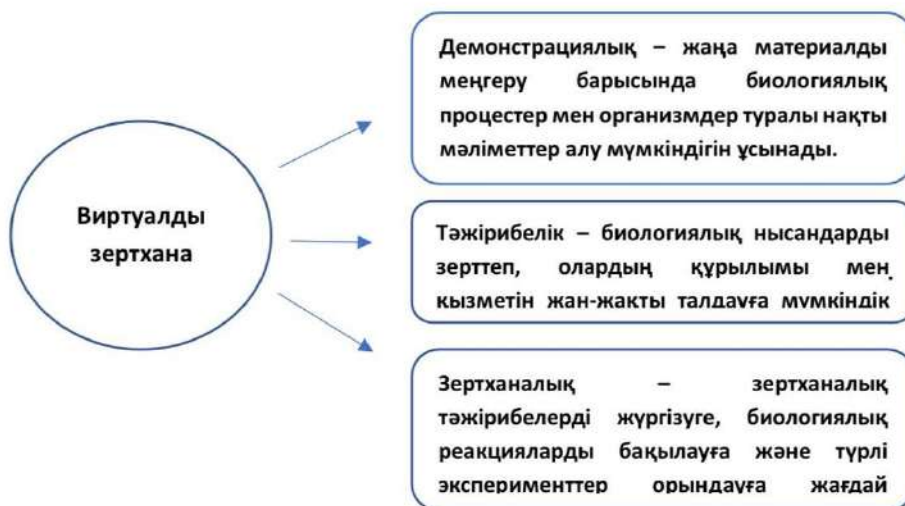 Виртуалды
зертхана
Демонстрациялық – жаңа материалды
меңгеру барысында биологиялық
процестер мен организмдер туралы нақты
мәліметтер алу мүмкіндігін ұсынады.
Тәжірибелік – биологиялық нысандарды
зерттеп, олардың құрылымы мен
қызметін жан-жақты талдауға мүмкіндік
Зертханалық – зертханалық
тәжірибелерді жүргізуге, биологиялық
реакцияларды бақылауға және түрлі
эксперименттер орындауға жағдай